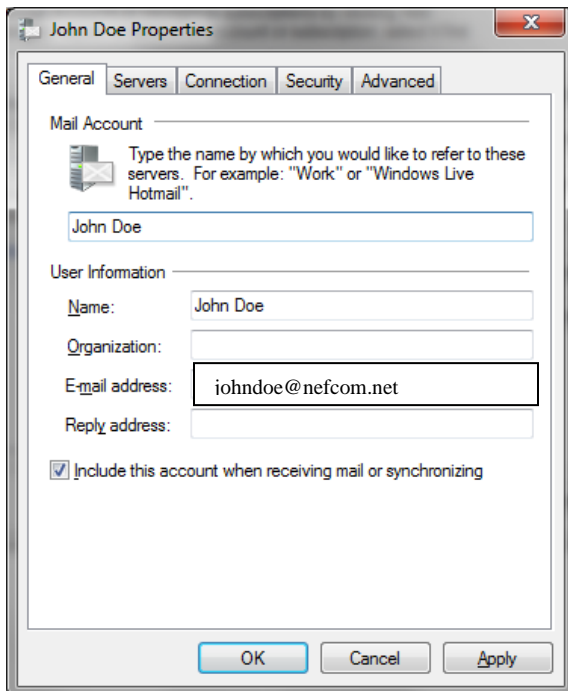 John Doe Properties
General Servers Connection Security Advanced
Mail Account
Type the name by which you would like to refer to these
servers. For example: "Work" or "Windows Live
Hotmail".
John Doe
User Information
Name: John Doe
Organization:
E-mail address: johndoe@nefcom.net
Reply address:
Include this account when receiving mail or synchronizing
OK Cancel Apply